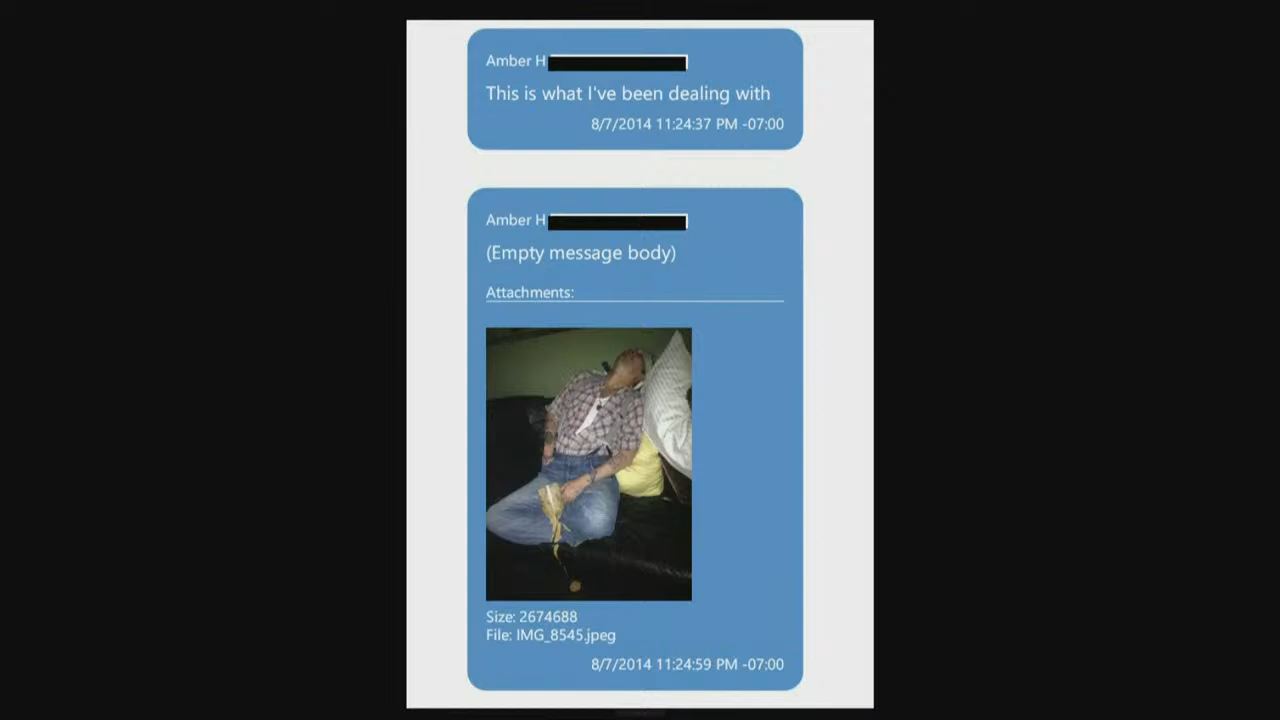 Amber H
This is what I've been dealing with
8/7/2014 11:24:37 PM -07:00
Amber H
(Empty message body)
Attachments:
Size: 2674688
File: IMG_8545.jpeg
8/7/2014 11:24:59 PM -07:00